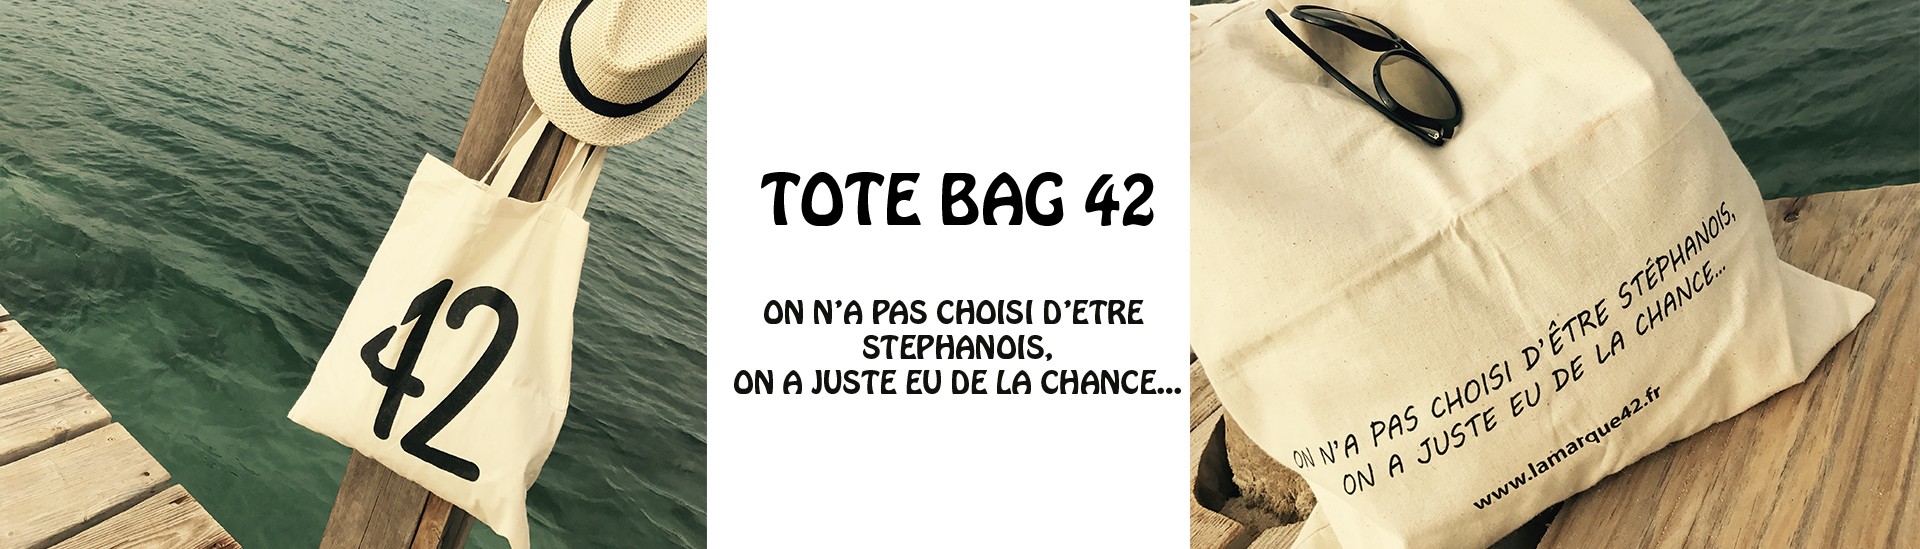 42
TOTE BAG 42
ON N'A PAS CHOISI D'ETRE
STEPHANOIS,
ON A JUSTE EU DE LA CHANCE...
ON N'A PAS CHOISI D'ÊTRE STÉPHANOIS,
ON A JUSTE EU DE LA CHANCE...
www.lamarque42.fr